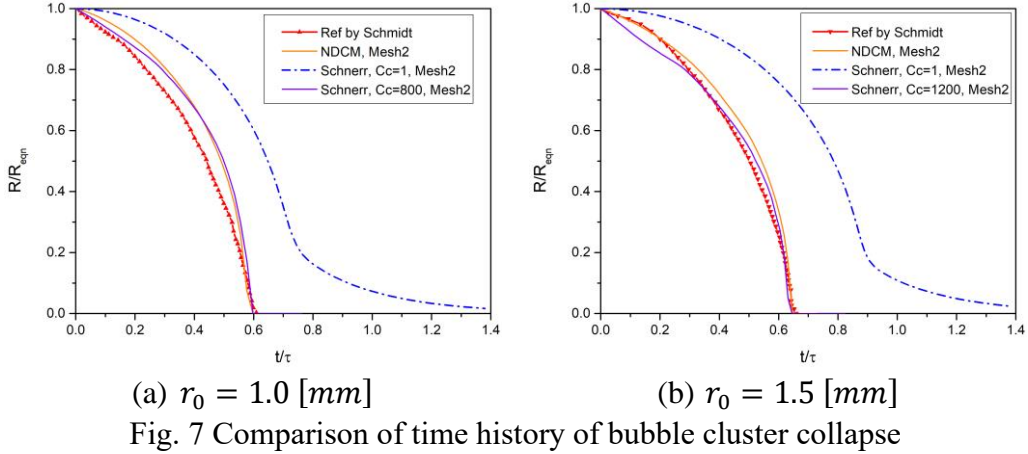 1.0
0.8
0.6
0.4
0.2
0.0
R/R_eqn
Ref by Schmidt
NDCM, Mesh2
Schnerr, Cc=1, Mesh2
Schnerr, Cc=800, Mesh2
0.0 0.2 0.4 0.6 0.8 1.0 1.2 1.4
t/τ
(a) r₀ = 1.0 [mm]
1.0
0.8
0.6
0.4
0.2
0.0
R/R_eqn
Ref by Schmidt
NDCM, Mesh2
Schnerr, Cc=1, Mesh2
Schnerr, Cc=1200, Mesh2
0.0 0.2 0.4 0.6 0.8 1.0 1.2 1.4
t/τ
(b) r₀ = 1.5 [mm]
Fig. 7 Comparison of time history of bubble cluster collapse